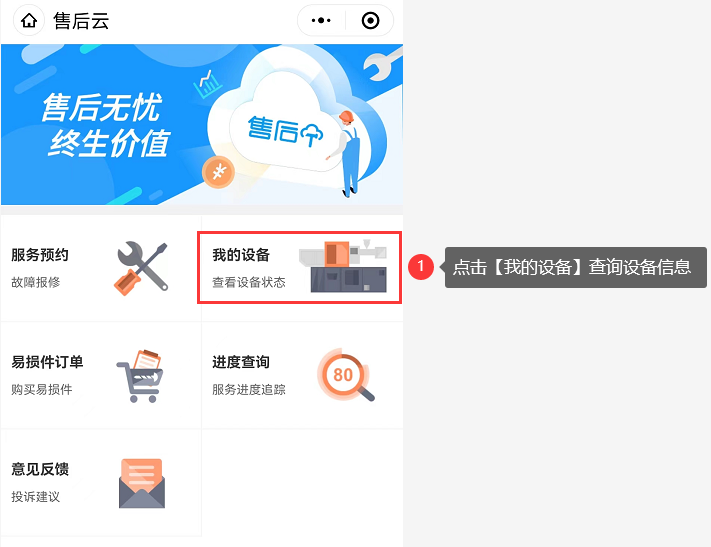 售后云
售后无忧
终生价值
售后
¥
服务预约
故障报修
我的设备
查看设备状态
1
点击【我的设备】查询设备信息
易损件订单
购买易损件
进度查询
服务进度追踪
80
意见反馈
投诉建议